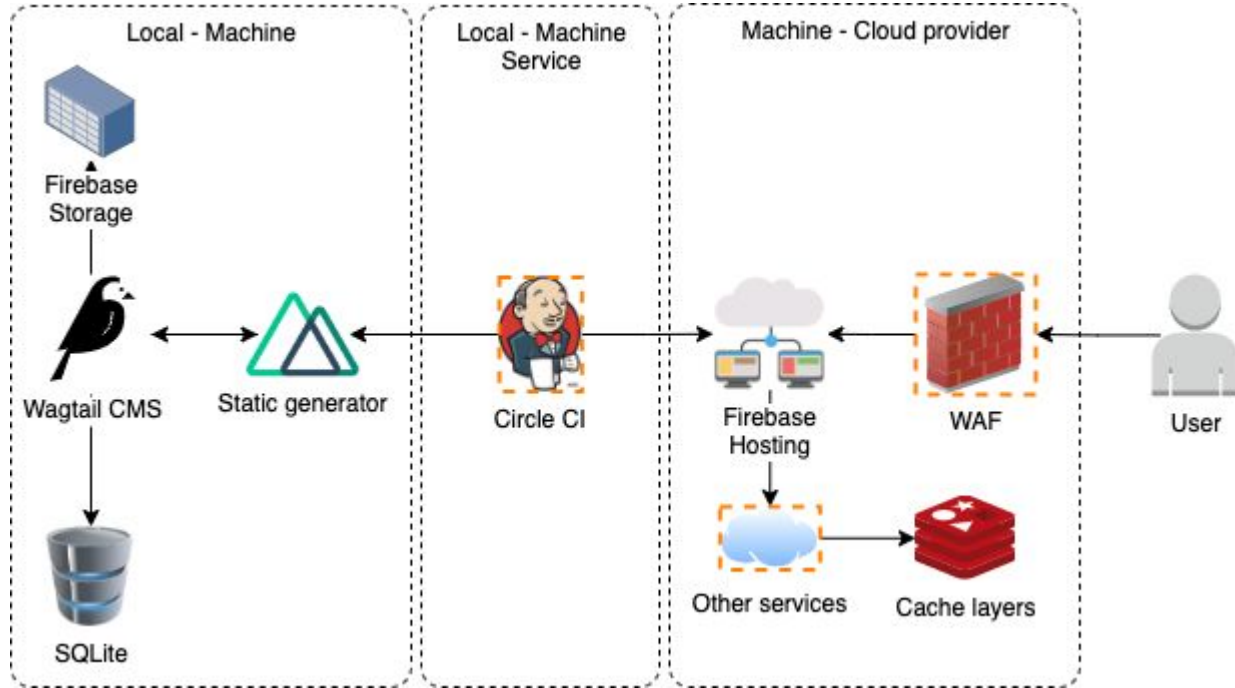 Local - Machine
Local - Machine
Service
Machine - Cloud provider
Firebase
Storage
Wagtail CMS
Static generator
Circle CI
Firebase
Hosting
WAF
User
Other services
Cache layers
SQLite